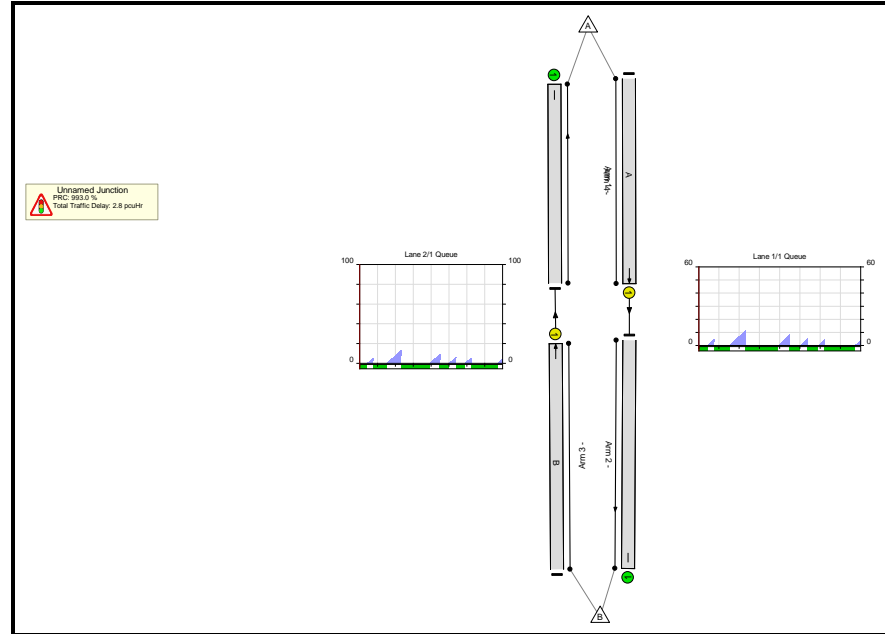 A
Unnamed Junction
PRC: 993.0 %
Total Traffic Delay: 2.8 pcuHr
A
Lane 2/1 Queue
100
100
0
0
Lane 1/1 Queue
60
60
0
0
B
Arm 3 -
Arm 2 -
B